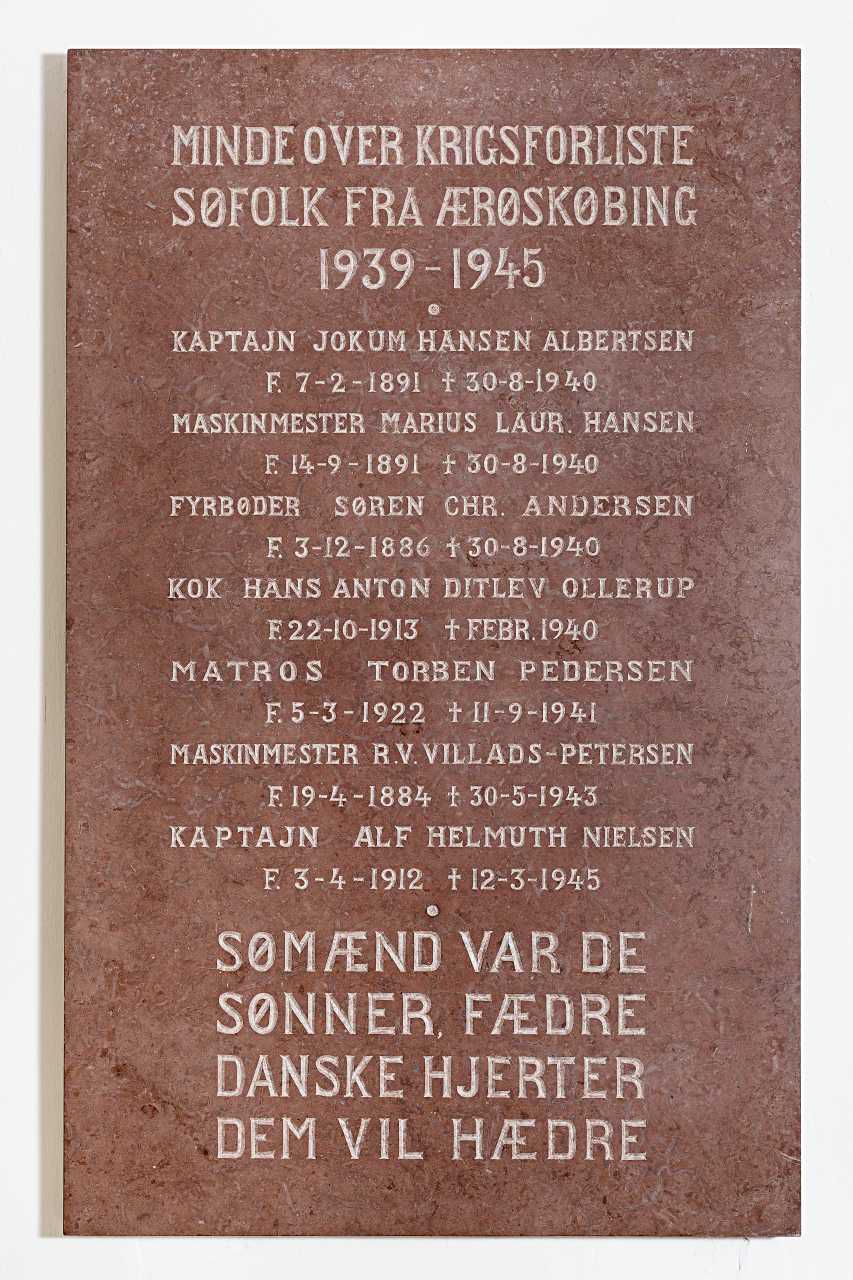 MINDE OVER KRIGSFORLISTE
SØFOLK FRA ÆRØSKØBING
1939-1945
KAPTAJN JOKUM HANSEN ALBERTSEN
F. 7-2-1891 †30-8-1940
MASKINMESTER MARIUS LAUR. HANSEN
F. 14-9-1891 †30-8-1940
FYRBØDER SØREN CHR. ANDERSEN
F. 3-12-1886 †30-8-1940
KOK HANS ANTON DITLEV OLLERUP
F. 22-10-1913 †FEBR. 1940
MATROS TORBEN PEDERSEN
F. 5-3-1922 †11-9-1941
MASKINMESTER R.V. VILLADS-PETERSEN
F. 19-4-1884 †30-5-1943
KAPTAJN ALF HELMUTH NIELSEN
F. 3-4-1912 †12-3-1945
SØMÆND VAR DE
SØNNER, FÆDRE
DANSKE HJERTER
DEM VIL HÆDRE